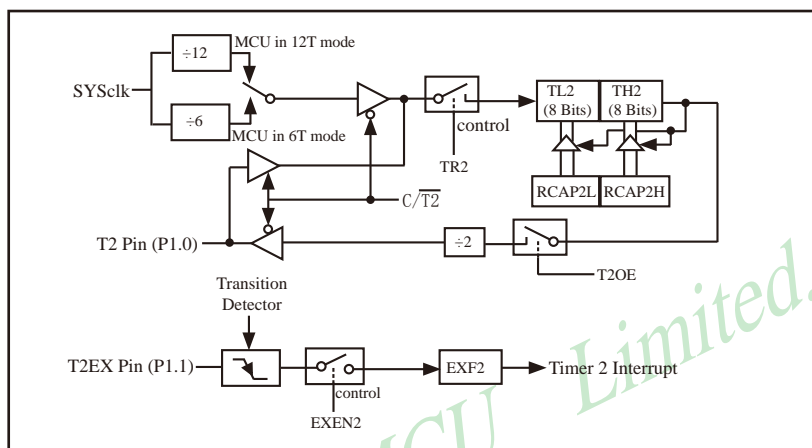 ÷12
MCU in 12T mode
SYSclk
÷6
MCU in 6T mode
control
TR2
TL2
(8 Bits)
TH2
(8 Bits)
RCAP2L
RCAP2H
C/T2
T2 Pin (P1.0)
÷2
T2OE
Transition
Detector
T2EX Pin (P1.1)
control
EXEN2
EXF2
Timer 2 Interrupt
MCU Limited.